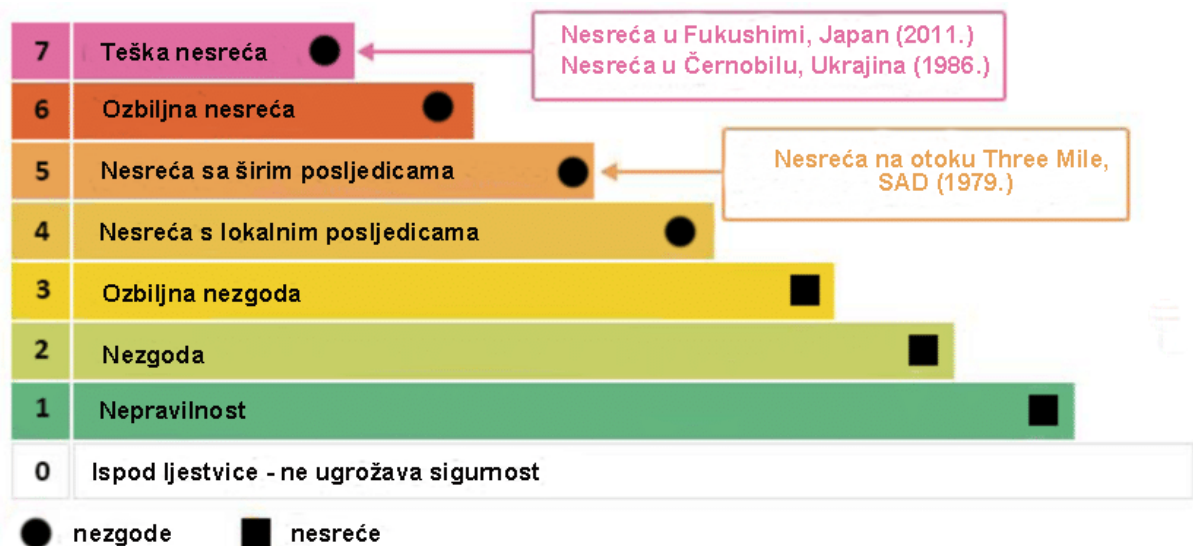 7 Teška nesreća
Nesreća u Fukushimi, Japan (2011.)
Nesreća u Černobilu, Ukrajina (1986.)
6 Ozbiljna nesreća
5 Nesreća sa širim posljedicama
Nesreća na otoku Three Mile,
SAD (1979.)
4 Nesreća s lokalnim posljedicama
3 Ozbiljna nezgoda
2 Nezgoda
1 Nepravilnost
0 Ispod ljestvice - ne ugrožava sigurnost
nezgode nesreće